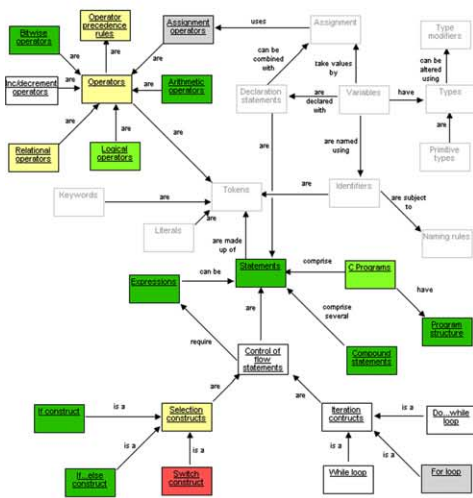 Operator
precedence
rules
Bitwise
operators
Assignment
operators
uses
Assignment
Type
modifiers
are
are
are
can be
combined
with
take values
by
can be
altered
using
Inc/decrement
operators
are
Operators
are
Arithmetic
operators
Declaration
statements
are
declared
with
Variables
have
Types
are
are
are
are
are named
using
are
Relational
operators
Logical
operators
Primitive
types
Keywords
are
Tokens
are
Identifiers
are subject
to
Literals
are
are made
up of
Naming rules
Expressions
can be
Statements
comprise
C Programs
have
Program
structure
are
comprise
several
require
Control of
flow
statements
Compound
statements
are
are
If construct
is a
Selection
constructs
Iteration
contructs
is a
Do...while
loop
is a
is a
is a
is a
If...else
construct
Switch
construct
While loop
For loop